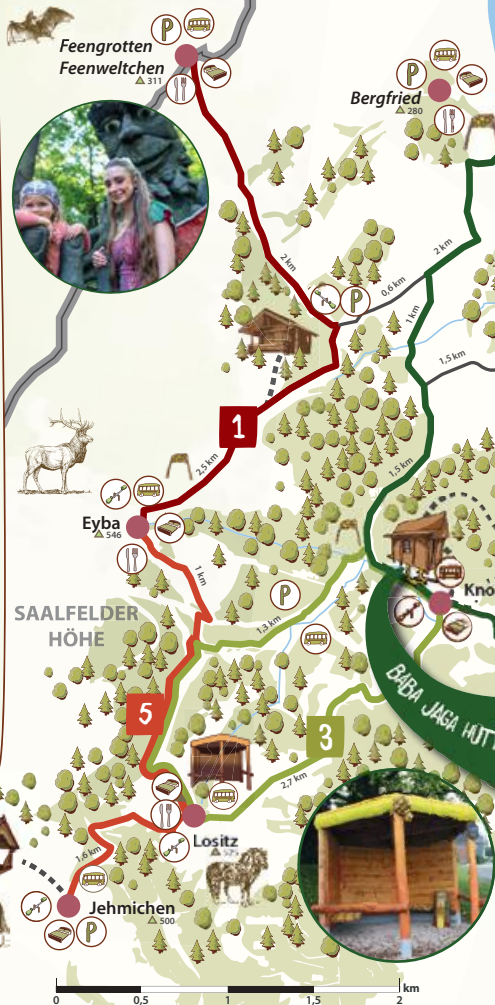 P
Feengrotten
Feenweltchen
311
P
Bergfried
280
2 km
2 km
P
0,6 km
1 km
1,5 km
1
2,5 km
1,5 km
Eyba
546
1 km
P
SAALFELDER
HÖHE
1,3 km
Kno
BABA JAGA HÜT
5
3
2,7 km
Lositz
525
1,6 km
Jehmichen
500
P
km
0
0,5
1
1,5
2